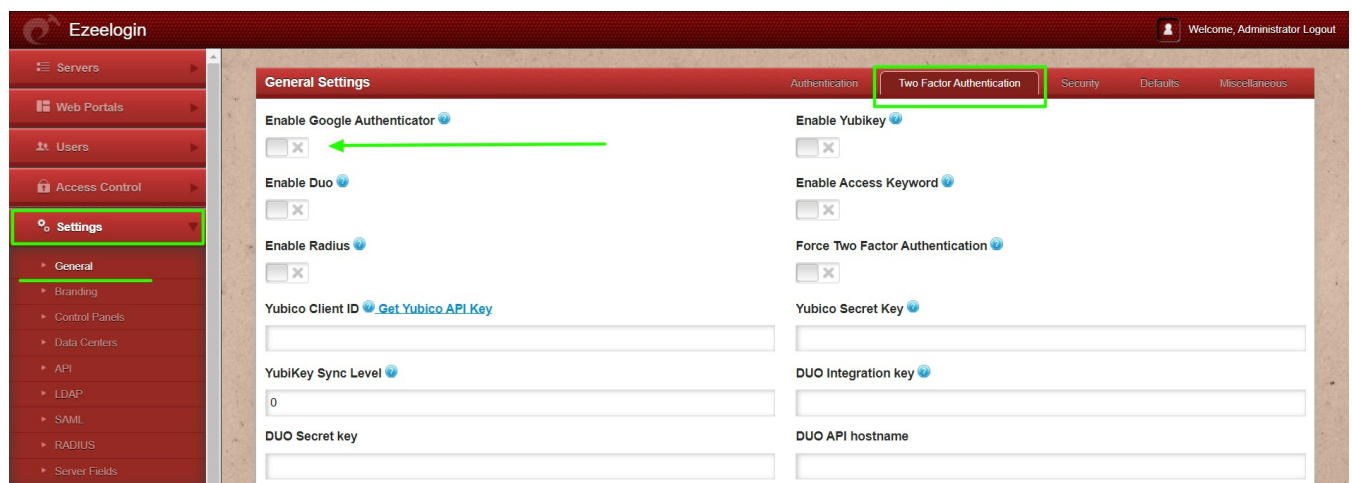 Ezeelogin
Welcome, Administrator Logout
Servers
Web Portals
Users
Access Control
Settings
General
Branding
Control Panels
Data Centers
API
LDAP
SAML
RADIUS
Server Fields
General Settings
Authentication
Two Factor Authentication
Security
Defaults
Miscellaneous
Enable Google Authenticator
Enable Yubikey
Enable Duo
Enable Access Keyword
Enable Radius
Force Two Factor Authentication
Yubico Client ID Get Yubico API Key
Yubico Secret Key
YubiKey Sync Level
0
DUO Integration key
DUO Secret key
DUO API hostname